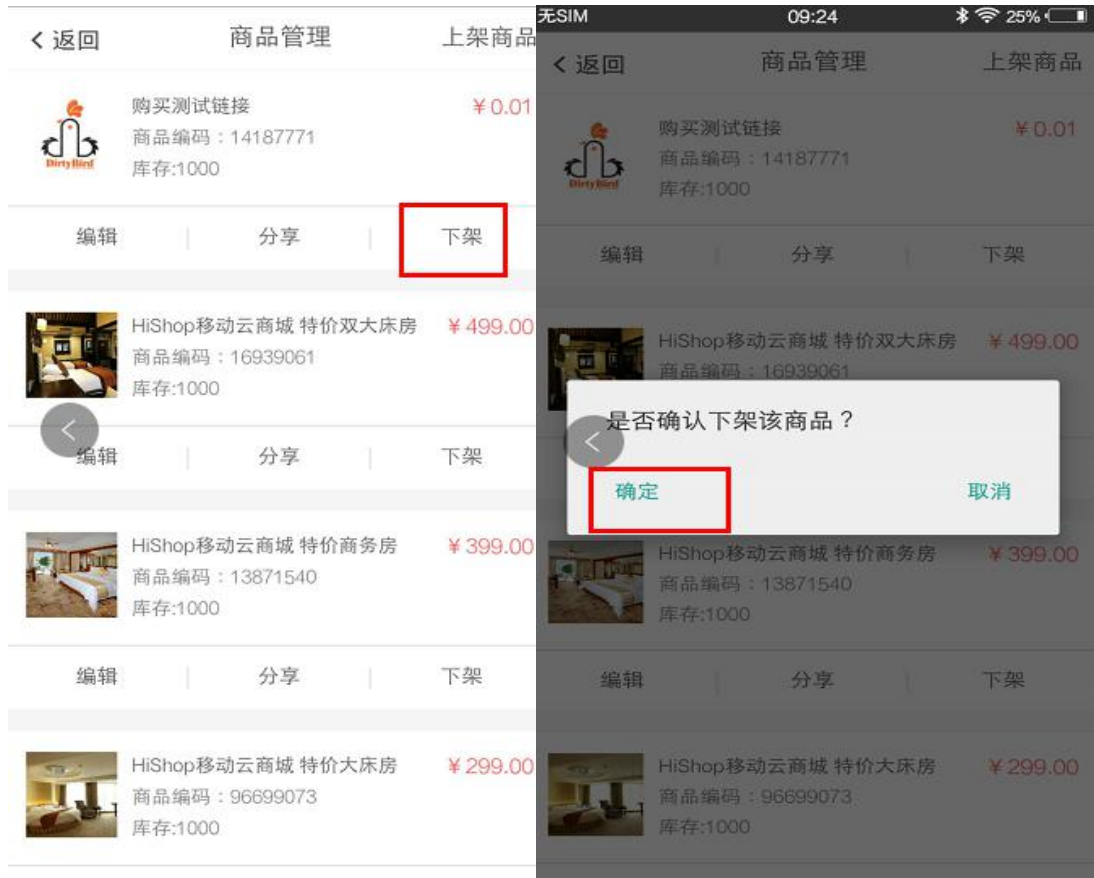 返回 商品管理 上架商品
购买测试链接 ¥0.01
商品编码：14187771
DirtyBird
库存:1000
编辑 分享 下架
HiShop移动云商城 特价双大床房 ¥499.00
商品编码：16939061
库存:1000
编辑 分享 下架
HiShop移动云商城 特价商务房 ¥399.00
商品编码：13871540
库存:1000
编辑 分享 下架
HiShop移动云商城 特价大床房 ¥299.00
商品编码：96699073
库存:1000
无SIM 09:24 25%
返回 商品管理 上架商品
购买测试链接 ¥0.01
商品编码：14187771
DirtyBird
库存:1000
编辑 分享 下架
HiShop移动云商城 特价双大床房 ¥499.00
商品编码：16939061
是否确认下架该商品？
确定 取消
HiShop移动云商城 特价商务房 ¥399.00
商品编码：13871540
库存:1000
编辑 分享 下架
HiShop移动云商城 特价大床房 ¥299.00
商品编码：96699073
库存:1000